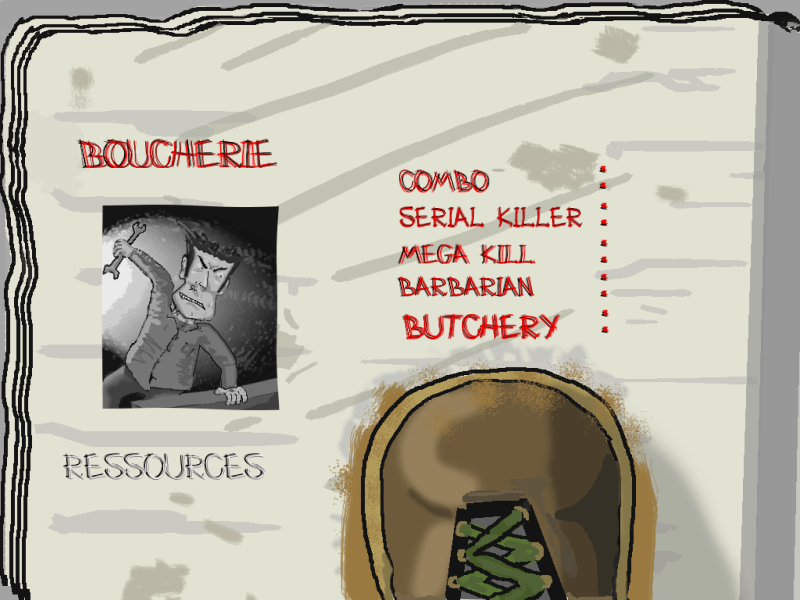 BOUCHERIE
COMBO :
SERIAL KILLER :
MEGA KILL :
BARBARIAN :
BUTCHERY :
RESSOURCES